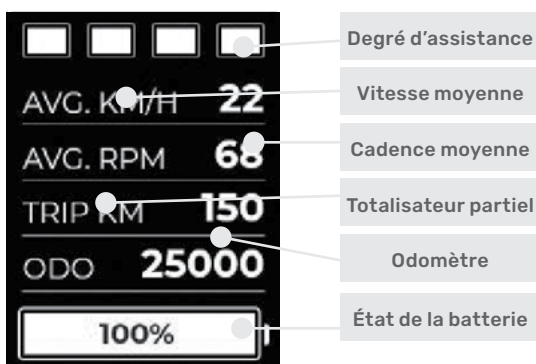 Degré d’assistance
AVG. KM/H 22 Vitesse moyenne
AVG. RPM 68 Cadence moyenne
TRIP KM 150 Totalisateur partiel
ODO 25000 Odomètre
100% État de la batterie